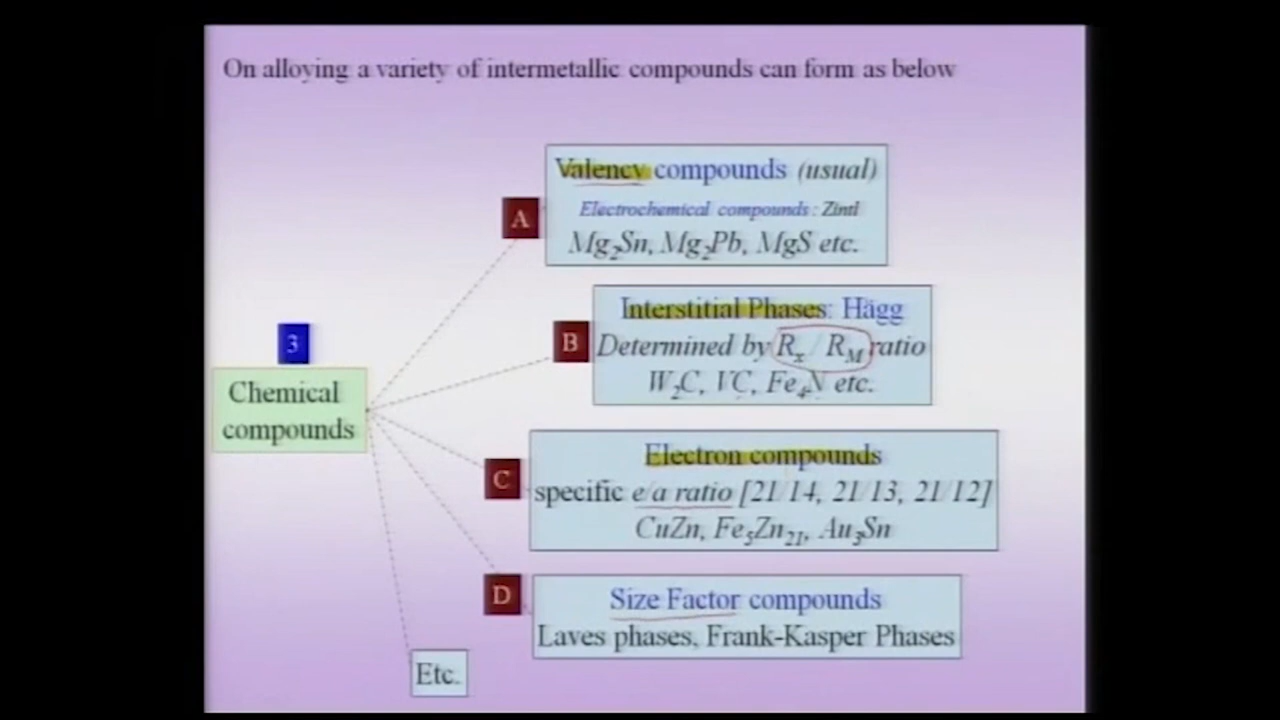 On alloying a variety of intermetallic compounds can form as below
Valency compounds (usual)
A
Electrochemical compounds : Zintl
Mg₂Sn, Mg₂Pb, MgS etc.
Interstitial Phases: Hägg
3
B
Determined by Rₓ / R_M ratio
W₂C, VC, Fe₄N etc.
Chemical
compounds
Electron compounds
C
specific e/a ratio [21/14, 21/13, 21/12]
CuZn, Fe₅Zn₂₁, Au₃Sn
D
Size Factor compounds
Laves phases, Frank-Kasper Phases
Etc.